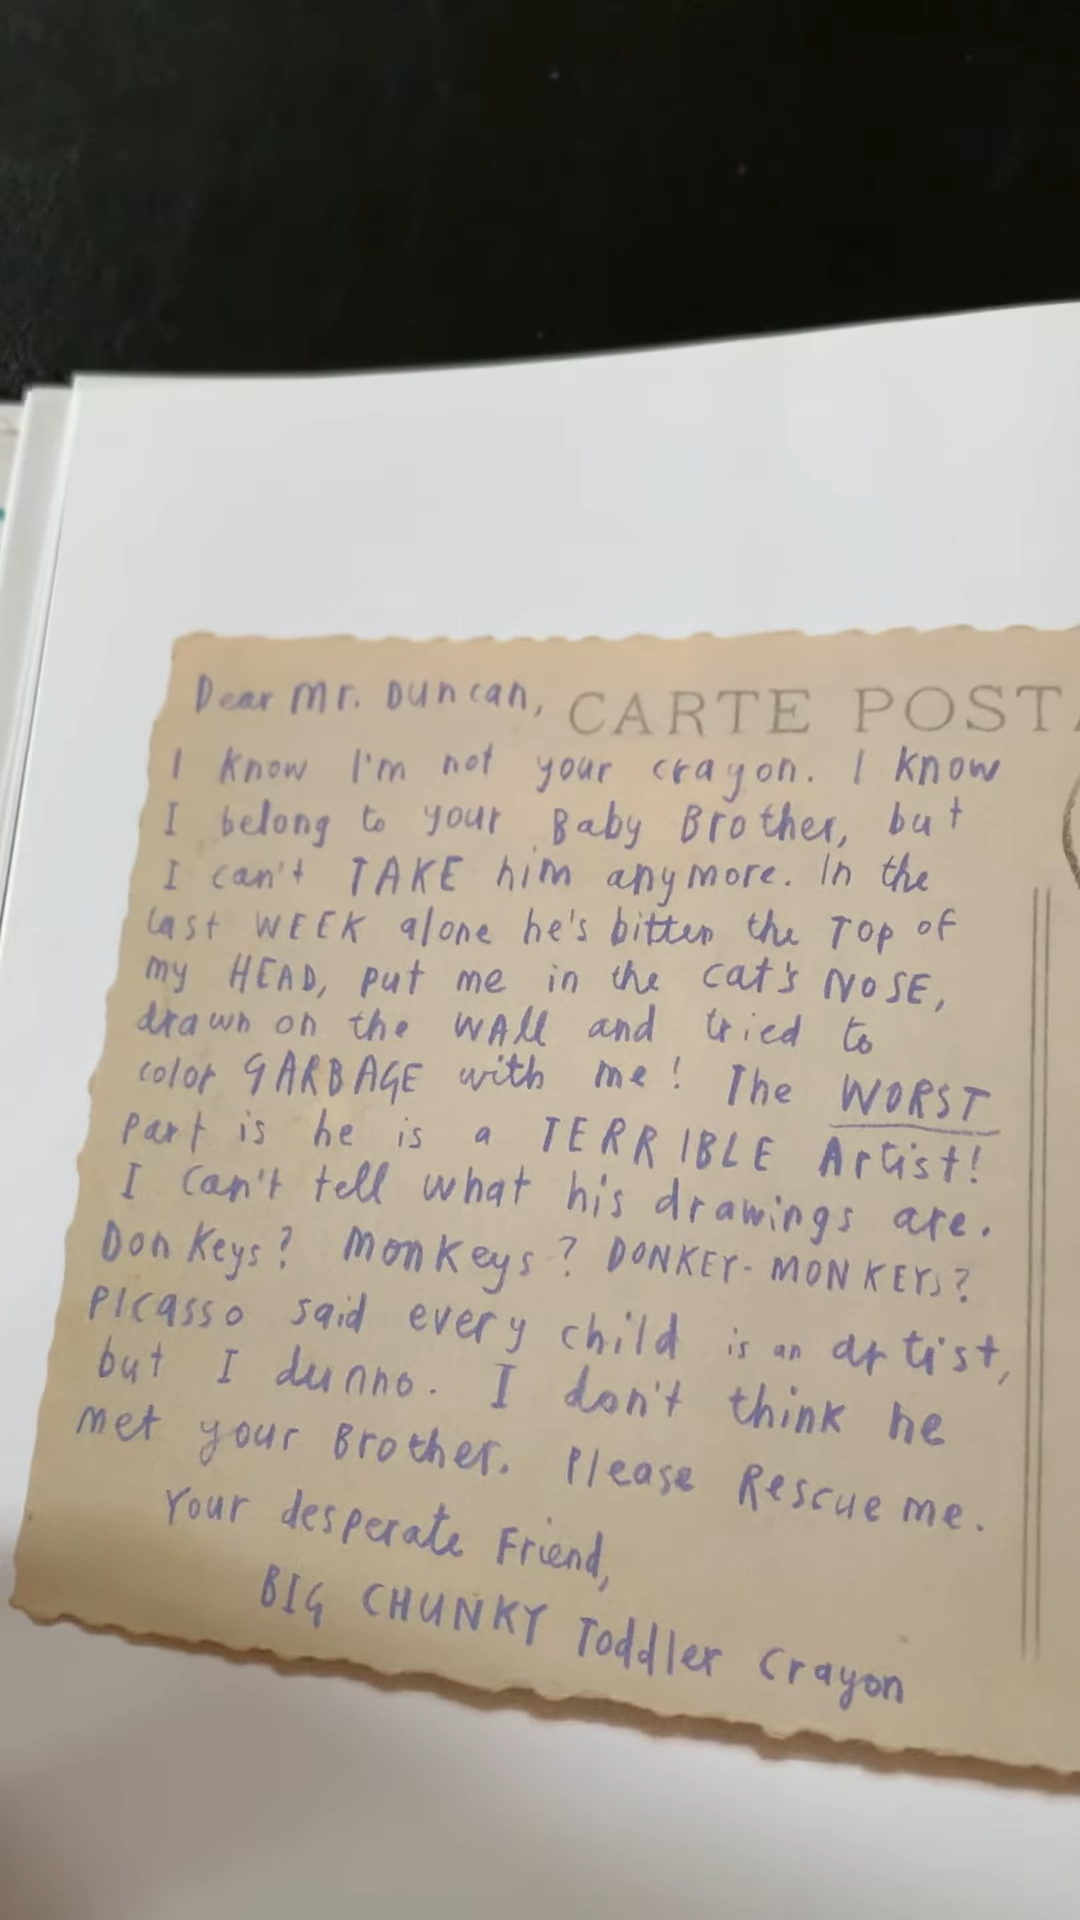 Dear Mr. Duncan,
CARTE POSTA
I know I'm not your crayon. I know
I belong to your Baby Brother, but
I can't TAKE him anymore. In the
last WEEK alone he's bitten the TOP of
my HEAD, put me in the cat's NOSE,
drawn on the WAll and tried to
color GARBAGE with me! The WORST
part is he is a TERRIBLE Artist!
I can't tell what his drawings are.
Donkeys? Monkeys? DONKEY-MONKEYS?
Picasso said every child is an artist,
but I dunno. I don't think he
met your Brother. Please Rescue me.
Your desperate Friend,
BIG CHUNKY Toddler Crayon